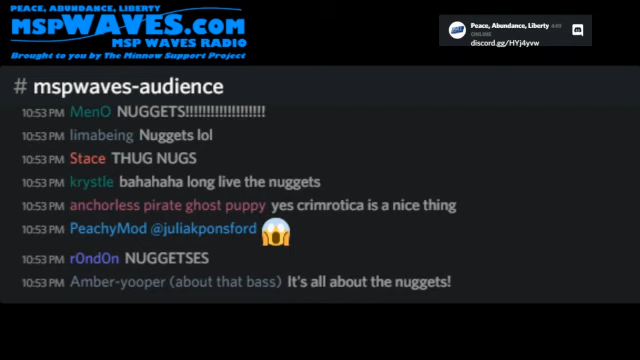 PEACE, ABUNDANCE, LIBERTY
MSPWAVES.COM
MSP WAVES RADIO
Brought to you by The Minnow Support Project
Peace, Abundance, Liberty
ONLINE
discord.gg/HYj4yvw
# mspwaves-audience
10:53 PM MenO NUGGETS!!!!!!!!!!!!!!!!!!!
10:53 PM limabeing Nuggets lol
10:53 PM Stace THUG NUGS
10:53 PM krystle bahahaha long live the nuggets
10:53 PM anchorless pirate ghost puppy yes crimrotica is a nice thing
10:53 PM PeachyMod @juliakponsford 😱
10:53 PM r0nd0n NUGGETSES
10:53 PM Amber-yooper (about that bass) It's all about the nuggets!